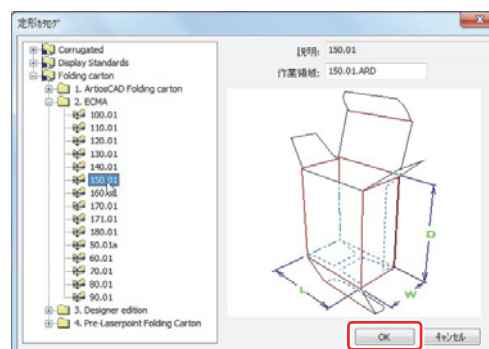 定形ｶﾀﾛｸﾞ
Corrugated
Display Standards
Folding carton
1. ArtiosCAD Folding carton
2. ECMA
100.01
110.01
120.01
130.01
140.01
150.01
160.01
170.01
171.01
180.01
50.01a
60.01
70.01
80.01
90.01
3. Designer edition
4. Pre-Laserpoint Folding Carton
説明: 150.01
作業領域: 150.01.ARD
D
L
W
OK
ｷｬﾝｾﾙ